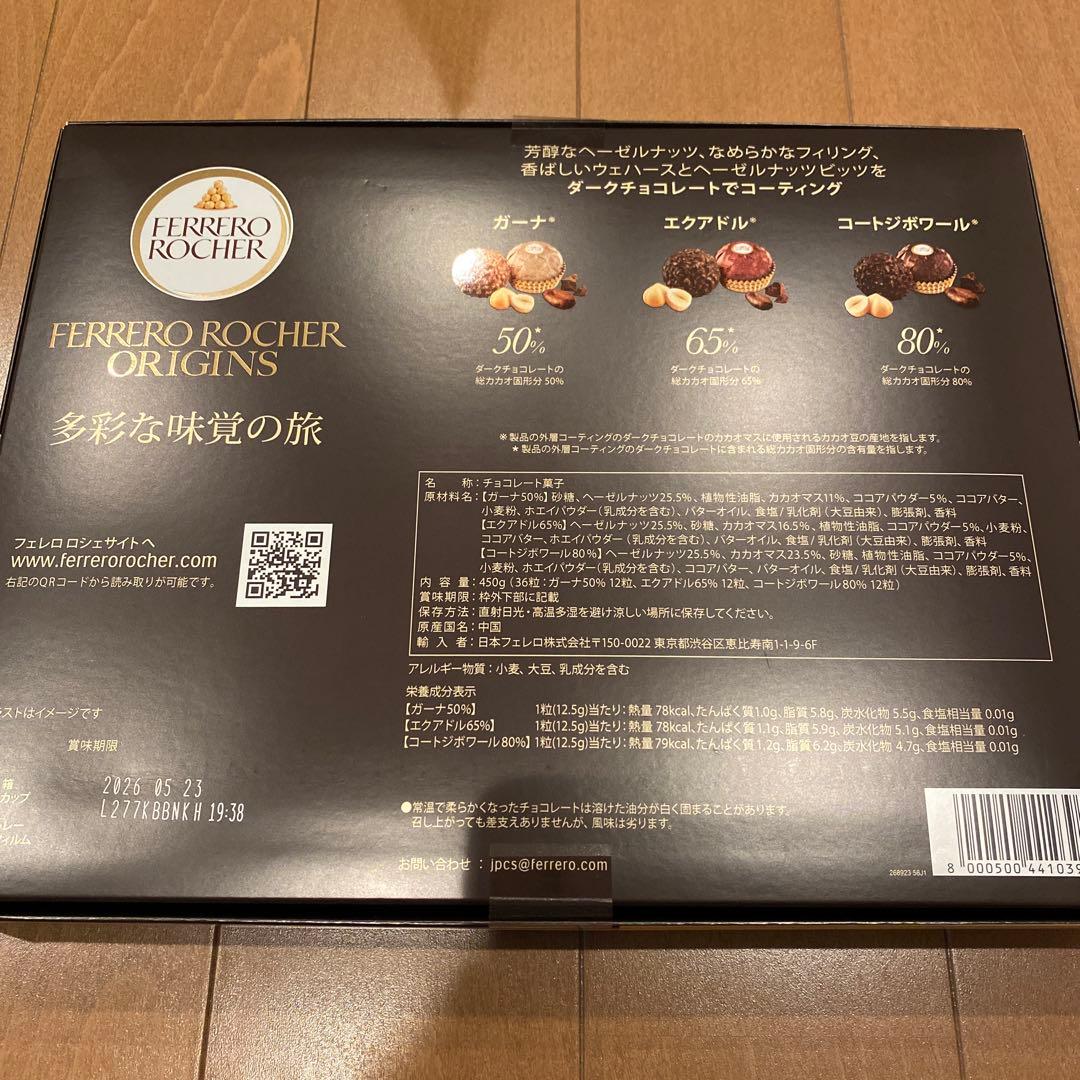 FERRERO
ROCHER
FERRERO ROCHER
ORIGINS
多彩な味覚の旅
芳醇なヘーゼルナッツ、なめらかなフィリング、
香ばしいウェハースとヘーゼルナッツビッツを
ダークチョコレートでコーティング
ガーナ※
50%*
ダークチョコレートの
総カカオ固形分 50%
エクアドル※
65%*
ダークチョコレートの
総カカオ固形分 65%
コートジボワール※
80%*
ダークチョコレートの
総カカオ固形分 80%
※製品の外層コーティングのダークチョコレートのカカオマスに使用されるカカオ豆の産地を指します。
*製品の外層コーティングのダークチョコレートに含まれる総カカオ固形分の含有量を指します。
名 称：チョコレート菓子
原材料名：【ガーナ50%】砂糖、ヘーゼルナッツ25.5%、植物性油脂、カカオマス11%、ココアパウダー5%、ココアバター、
小麦粉、ホエイパウダー（乳成分を含む）、バターオイル、食塩/乳化剤（大豆由来）、膨張剤、香料
【エクアドル65%】ヘーゼルナッツ25.5%、砂糖、カカオマス16.5%、植物性油脂、ココアパウダー5%、小麦粉、
ココアバター、ホエイパウダー（乳成分を含む）、バターオイル、食塩/乳化剤（大豆由来）、膨張剤、香料
【コートジボワール80%】ヘーゼルナッツ25.5%、カカオマス23.5%、砂糖、植物性油脂、ココアパウダー5%、
小麦粉、ホエイパウダー（乳成分を含む）、ココアバター、バターオイル、食塩/乳化剤（大豆由来）、膨張剤、香料
内 容 量：450g（36粒：ガーナ50% 12粒、エクアドル65% 12粒、コートジボワール80% 12粒）
賞味期限：枠外下部に記載
保存方法：直射日光・高温多湿を避け涼しい場所に保存してください。
原産国名：中国
輸 入 者：日本フェレロ株式会社〒150-0022 東京都渋谷区恵比寿南1-1-9-6F
アレルギー物質：小麦、大豆、乳成分を含む
栄養成分表示
【ガーナ50%】 1粒(12.5g)当たり：熱量 78kcal、たんぱく質1.0g、脂質 5.8g、炭水化物 5.5g、食塩相当量 0.01g
【エクアドル65%】 1粒(12.5g)当たり：熱量 78kcal、たんぱく質1.1g、脂質 5.9g、炭水化物 5.1g、食塩相当量 0.01g
【コートジボワール80%】1粒(12.5g)当たり：熱量 79kcal、たんぱく質1.2g、脂質 6.2g、炭水化物 4.7g、食塩相当量 0.01g
フェレロ ロシェサイトへ
www.ferrerorocher.com
右記のQRコードから読み取りが可能です。
ストはイメージです
賞味期限
2026 05 23
L277KBBNKH 19:38
箱
カップ
レー
ィルム
●常温で柔らかくなったチョコレートは溶けた油分が白く固まることがあります。
召し上がっても差支えありませんが、風味は劣ります。
お問い合わせ：jpcs@ferrero.com
268923 56J1
8 000500 441039